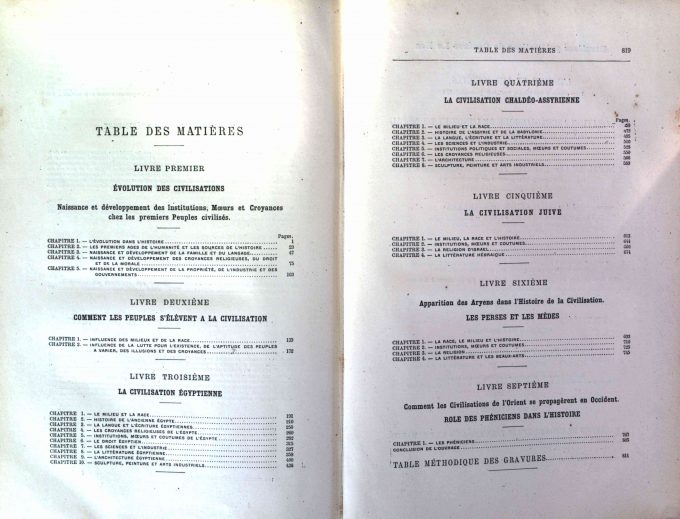 TABLE DES MATIÈRES
LIVRE PREMIER
ÉVOLUTION DES CIVILISATIONS
Naissance et développement des Institutions, Mœurs et Croyances
chez les premiers Peuples civilisés.
Pages.
CHAPITRE 1. — L'ÉVOLUTION DANS L'HISTOIRE 1
CHAPITRE 2. — LES PREMIERS AGES DE L'HUMANITÉ ET LES SOURCES DE L'HISTOIRE 23
CHAPITRE 3. — NAISSANCE ET DÉVELOPPEMENT DE LA FAMILLE ET DU LANGAGE 47
CHAPITRE 4. — NAISSANCE ET DÉVELOPPEMENT DES CROYANCES RELIGIEUSES, DU DROIT
ET DE LA MORALE 75
CHAPITRE 5. — NAISSANCE ET DÉVELOPPEMENT DE LA PROPRIÉTÉ, DE L'INDUSTRIE ET DES
GOUVERNEMENTS 103
LIVRE DEUXIÈME
COMMENT LES PEUPLES S'ÉLÈVENT A LA CIVILISATION
CHAPITRE 1. — INFLUENCE DES MILIEUX ET DE LA RACE
CHAPITRE 2. — INFLUENCE DE LA LUTTE POUR L'EXISTENCE, DE L'APTITUDE DES PEUPLES
A VARIER, DES ILLUSIONS ET DES CROYANCES 172
LIVRE TROISIÈME
LA CIVILISATION ÉGYPTIENNE
CHAPITRE 1. — LE MILIEU ET LA RACE
CHAPITRE 2. — HISTOIRE DE L'ANCIENNE ÉGYPTE
CHAPITRE 3. — LA LANGUE ET L'ÉCRITURE ÉGYPTIENNES
CHAPITRE 4. — LES CROYANCES RELIGIEUSES DE L'ÉGYPTE
CHAPITRE 5. — INSTITUTIONS, MŒURS ET COUTUMES DE L'ÉGYPTE
CHAPITRE 6. — LE DROIT ÉGYPTIEN
CHAPITRE 7. — LES SCIENCES ET L'INDUSTRIE
CHAPITRE 8. — LA LITTÉRATURE ÉGYPTIENNE
CHAPITRE 9. — L'ARCHITECTURE ÉGYPTIENNE
CHAPITRE 10. — SCULPTURE, PEINTURE ET ARTS INDUSTRIELS
TABLE DES MATIÈRES 819
LIVRE QUATRIÈME
LA CIVILISATION CHALDÉO-ASSYRIENNE
Pages.
CHAPITRE 1. — LE MILIEU ET LA RACE
CHAPITRE 2. — HISTOIRE DE L'ASSYRIE ET DE LA BABYLONIE
CHAPITRE 3. — LA LANGUE, L'ÉCRITURE ET LA LITTÉRATURE
CHAPITRE 4. — LES SCIENCES ET L'INDUSTRIE
CHAPITRE 5. — INSTITUTIONS POLITIQUES ET SOCIALES, MŒURS ET COUTUMES
CHAPITRE 6. — LES CROYANCES RELIGIEUSES
CHAPITRE 7. — L'ARCHITECTURE
CHAPITRE 8. — SCULPTURE, PEINTURE ET ARTS INDUSTRIELS
LIVRE CINQUIÈME
LA CIVILISATION JUIVE
CHAPITRE 1. — LE MILIEU, LA RACE ET L'HISTOIRE
CHAPITRE 2. — INSTITUTIONS, MŒURS ET COUTUMES
CHAPITRE 3. — LA RELIGION D'ISRAEL
CHAPITRE 4. — LA LITTÉRATURE HÉBRAIQUE 674
LIVRE SIXIÈME
Apparition des Aryens dans l'Histoire de la Civilisation.
LES PERSES ET LES MÈDES
CHAPITRE 1. — LA RACE, LE MILIEU ET L'HISTOIRE
CHAPITRE 2. — INSTITUTIONS, MŒURS ET COUTUMES
CHAPITRE 3. — LA RELIGION
CHAPITRE 4. — LA LITTÉRATURE ET LES BEAUX-ARTS
LIVRE SEPTIÈME
Comment les Civilisations de l'Orient se propagèrent en Occident.
ROLE DES PHÉNICIENS DANS L'HISTOIRE
CHAPITRE 1. — LES PHÉNICIENS
CONCLUSION DE L'OUVRAGE
TABLE MÉTHODIQUE DES GRAVURES